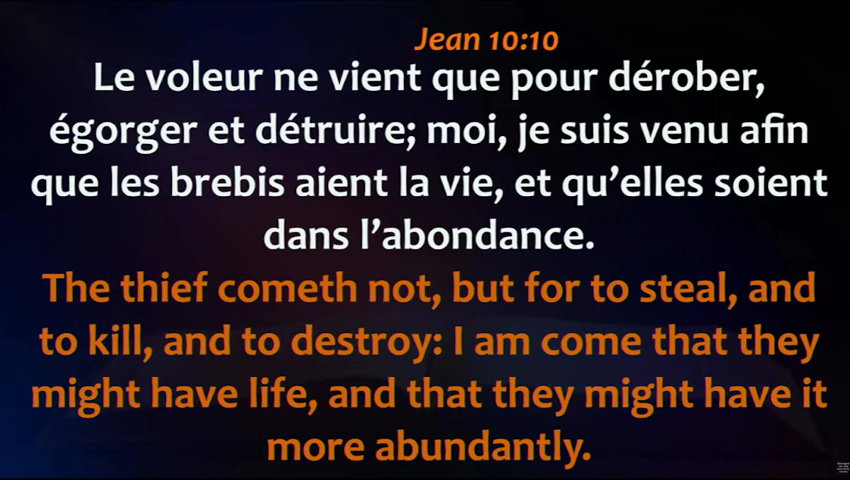 Jean 10:10
Le voleur ne vient que pour dérober,
égorger et détruire; moi, je suis venu afin
que les brebis aient la vie, et qu’elles soient
dans l’abondance.
The thief cometh not, but for to steal, and
to kill, and to destroy: I am come that they
might have life, and that they might have it
more abundantly.